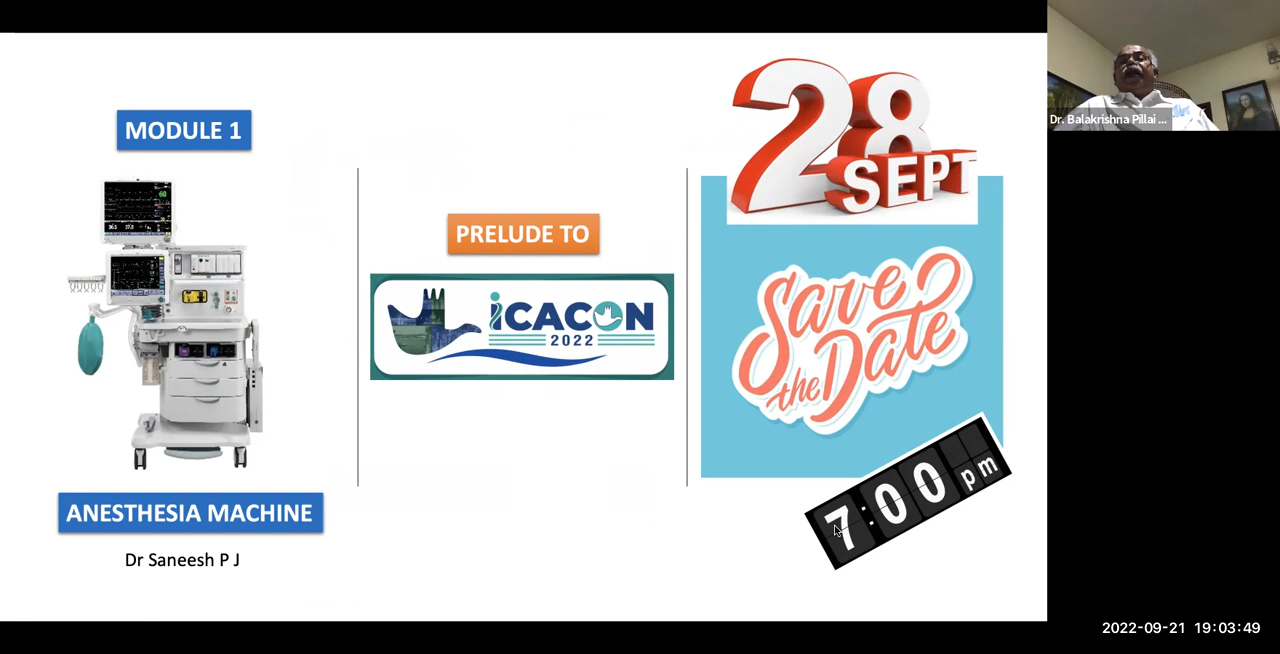 MODULE 1
ANESTHESIA MACHINE
Dr Saneesh P J
PRELUDE TO
iCACON
2022
28
SEPT
Save
the Date
7:00 pm
Dr. Balakrishna Pillai ...
2022-09-21 19:03:49